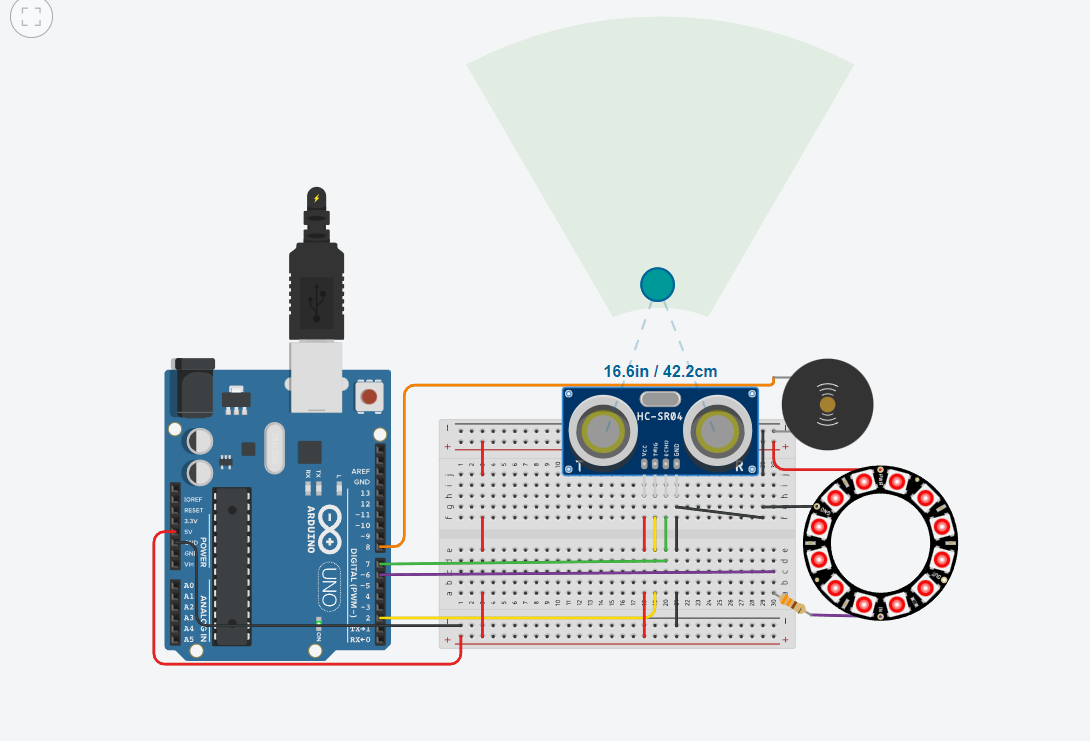 16.6in / 42.2cm
HC-SR04
VCC
TRIG
ECHO
GND
T
R
RX
TX
L
AREF
GND
13
12
~11
~10
~9
8
7
~6
~5
4
~3
2
TX→1
RX←0
DIGITAL (PWM~)
ARDUINO
UNO
ON
IOREF
RESET
3.3V
5V
GND
GND
Vin
POWER
A0
A1
A2
A3
A4
A5
ANALOG IN